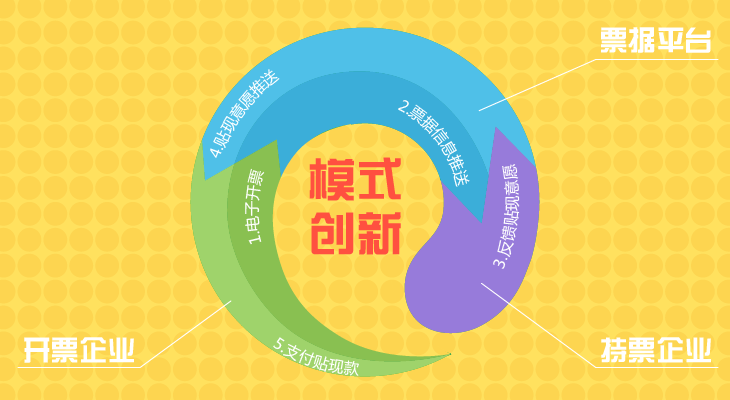 票据平台
4.贴现意愿推送
2.票据信息推送
模式
创新
1.电子开票
3.反馈贴现意愿
开票企业
5.支付贴现款
持票企业